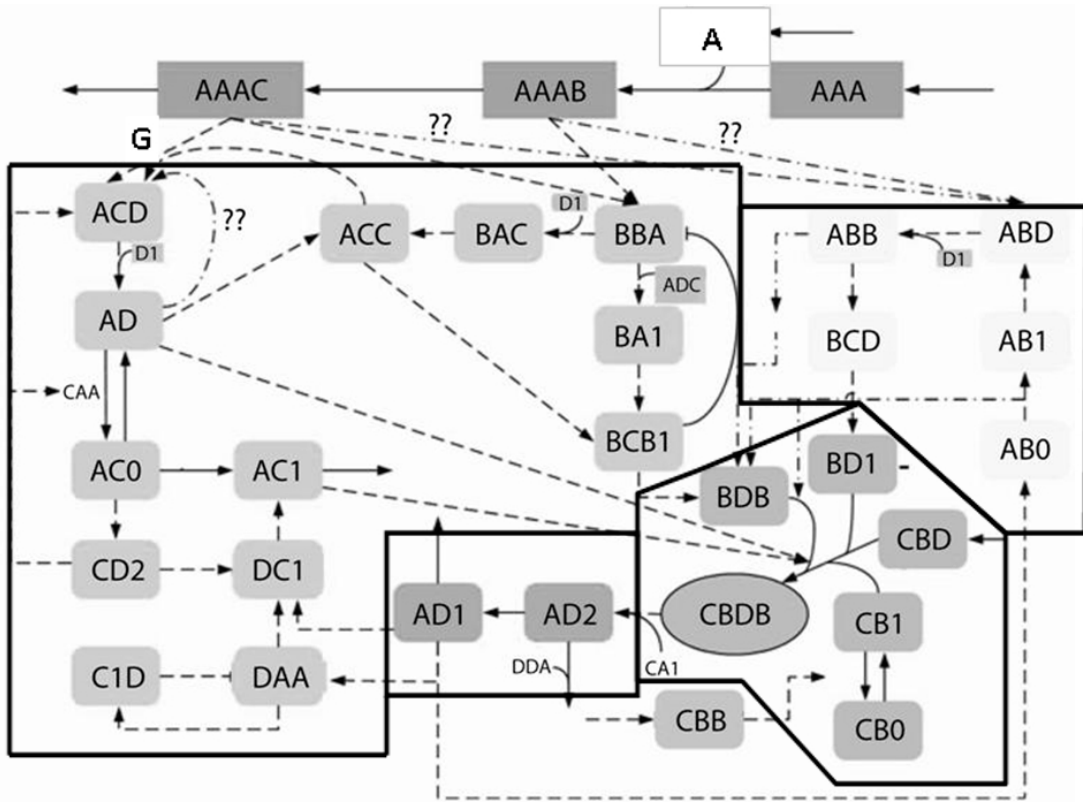 A
AAAC
AAAB
AAA
G
??
??
ACD
??
ACC
BAC
D1
BBA
ABB
ABD
D1
D1
ADC
AD
BA1
BCD
AB1
CAA
BCB1
AC0
AC1
BD1
-
AB0
BDB
CBD
CD2
DC1
AD1
AD2
CBDB
CB1
DDA
CA1
C1D
DAA
CBB
CB0